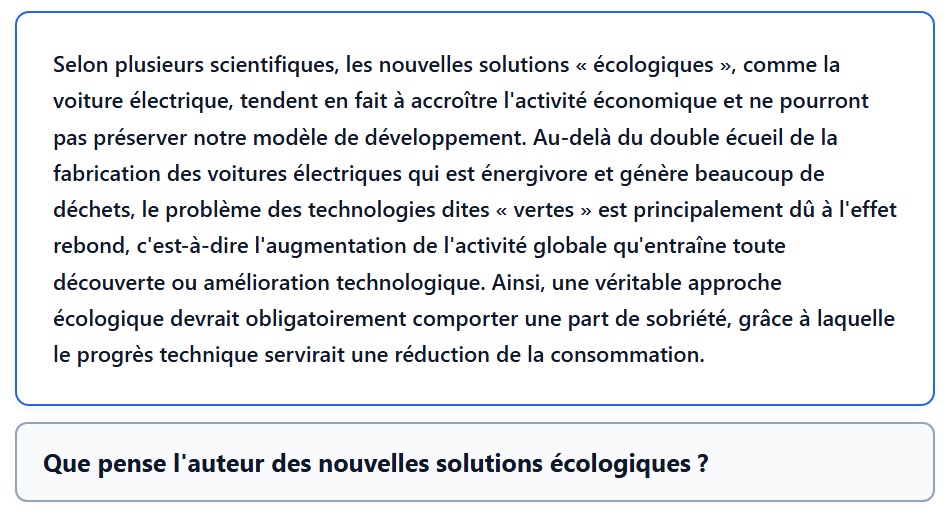 Selon plusieurs scientifiques, les nouvelles solutions « écologiques », comme la
voiture électrique, tendent en fait à accroître l'activité économique et ne pourront
pas préserver notre modèle de développement. Au-delà du double écueil de la
fabrication des voitures électriques qui est énergivore et génère beaucoup de
déchets, le problème des technologies dites « vertes » est principalement dû à l'effet
rebond, c'est-à-dire l'augmentation de l'activité globale qu'entraîne toute
découverte ou amélioration technologique. Ainsi, une véritable approche
écologique devrait obligatoirement comporter une part de sobriété, grâce à laquelle
le progrès technique servirait une réduction de la consommation.
Que pense l'auteur des nouvelles solutions écologiques ?